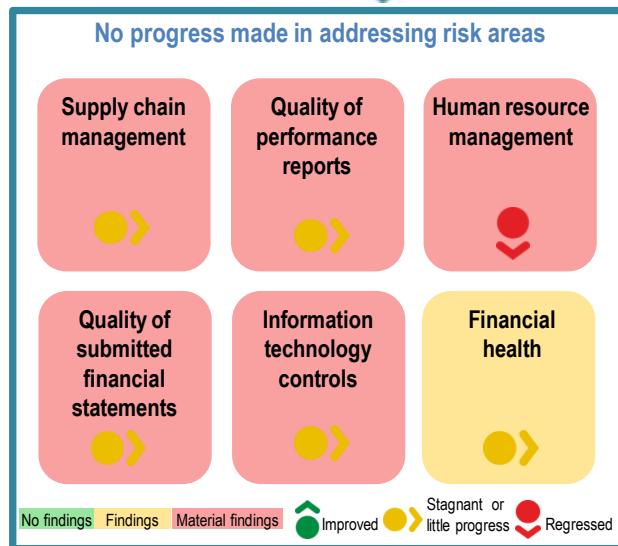 No progress made in addressing risk areas
Supply chain
management
Quality of
performance
reports
Human resource
management
Quality of
submitted
financial
statements
Information
technology
controls
Financial
health
No findings
Findings
Material findings
Improved
Stagnant or
little progress
Regressed